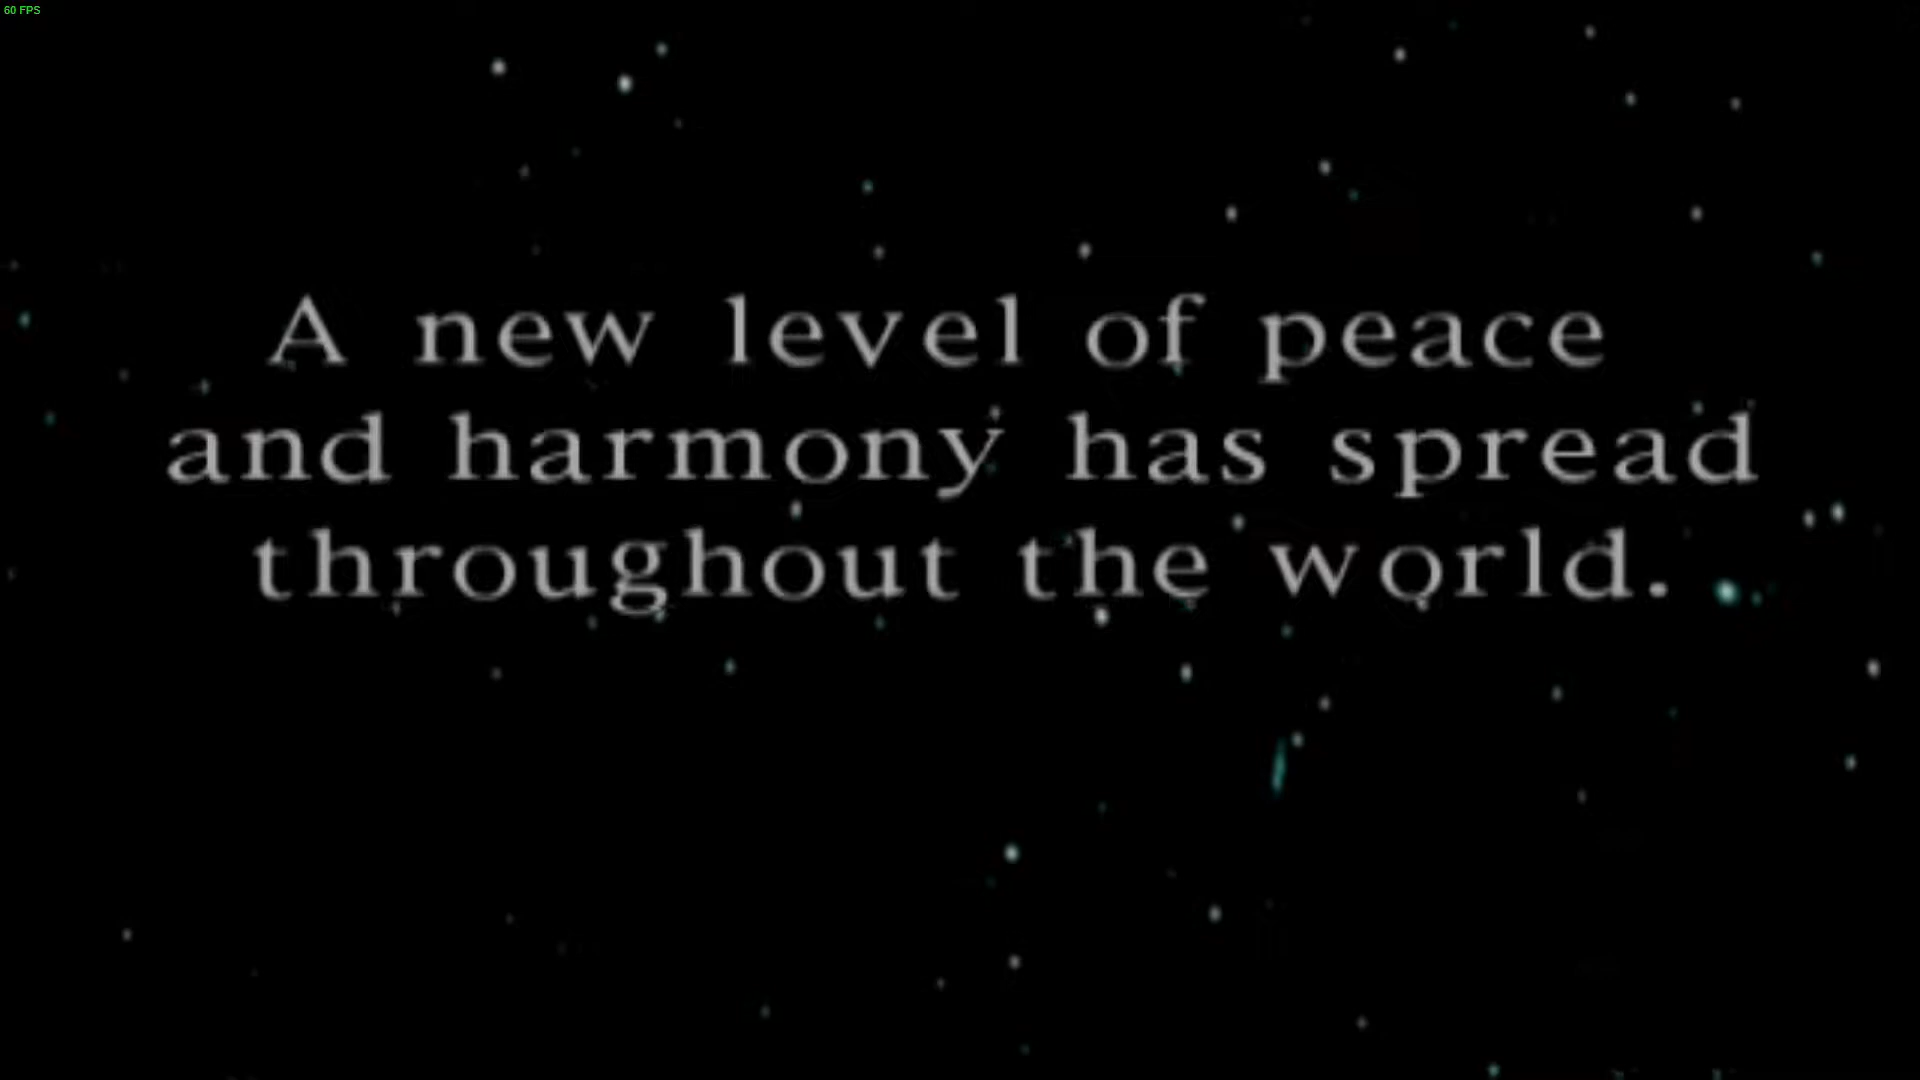 60 FPS
A new level of peace
and harmony has spread
throughout the world.